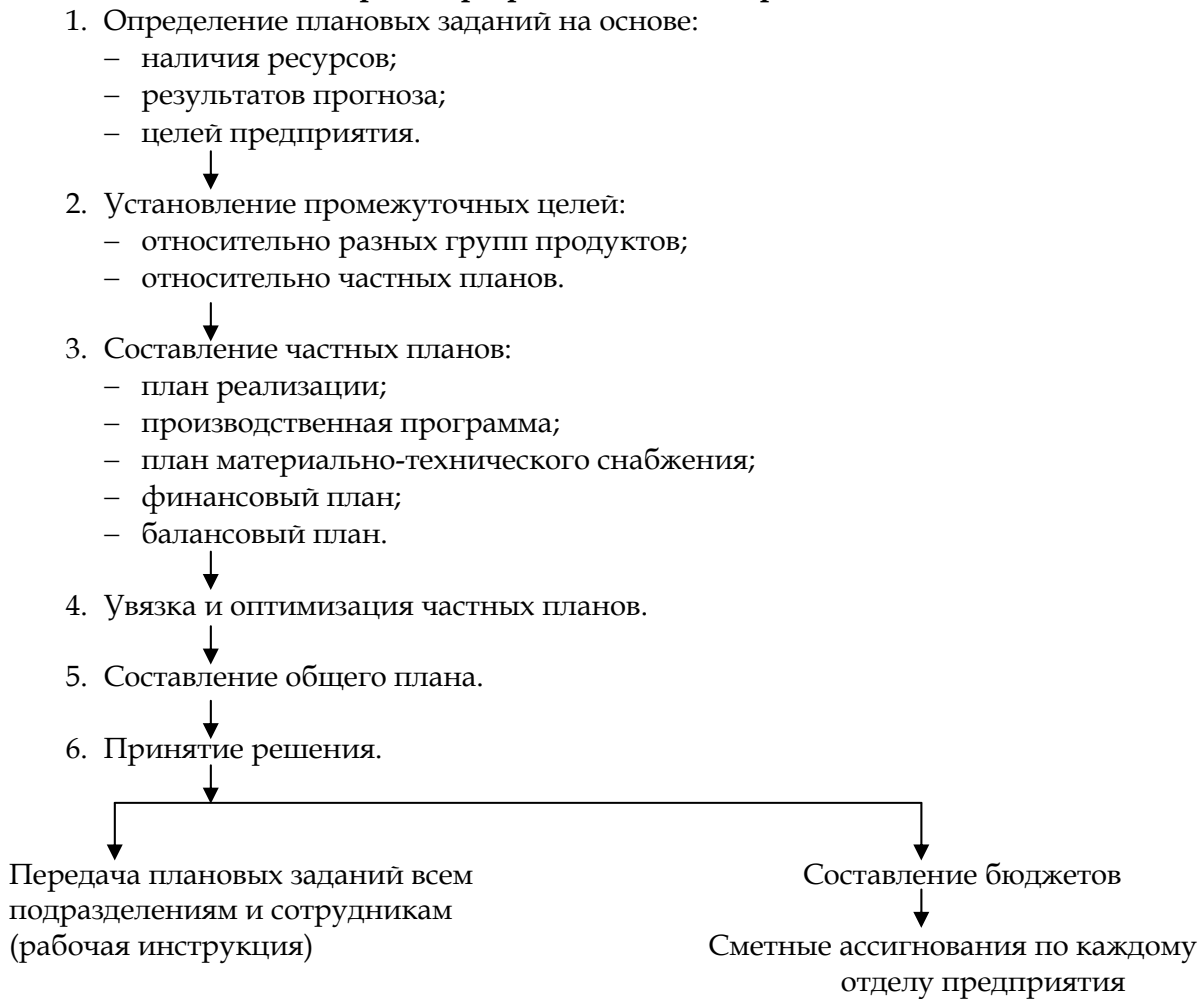 1. Определение плановых заданий на основе:
– наличия ресурсов;
– результатов прогноза;
– целей предприятия.
2. Установление промежуточных целей:
– относительно разных групп продуктов;
– относительно частных планов.
3. Составление частных планов:
– план реализации;
– производственная программа;
– план материально-технического снабжения;
– финансовый план;
– балансовый план.
4. Увязка и оптимизация частных планов.
5. Составление общего плана.
6. Принятие решения.
Передача плановых заданий всем
подразделениям и сотрудникам
(рабочая инструкция)
Составление бюджетов
Сметные ассигнования по каждому
отделу предприятия